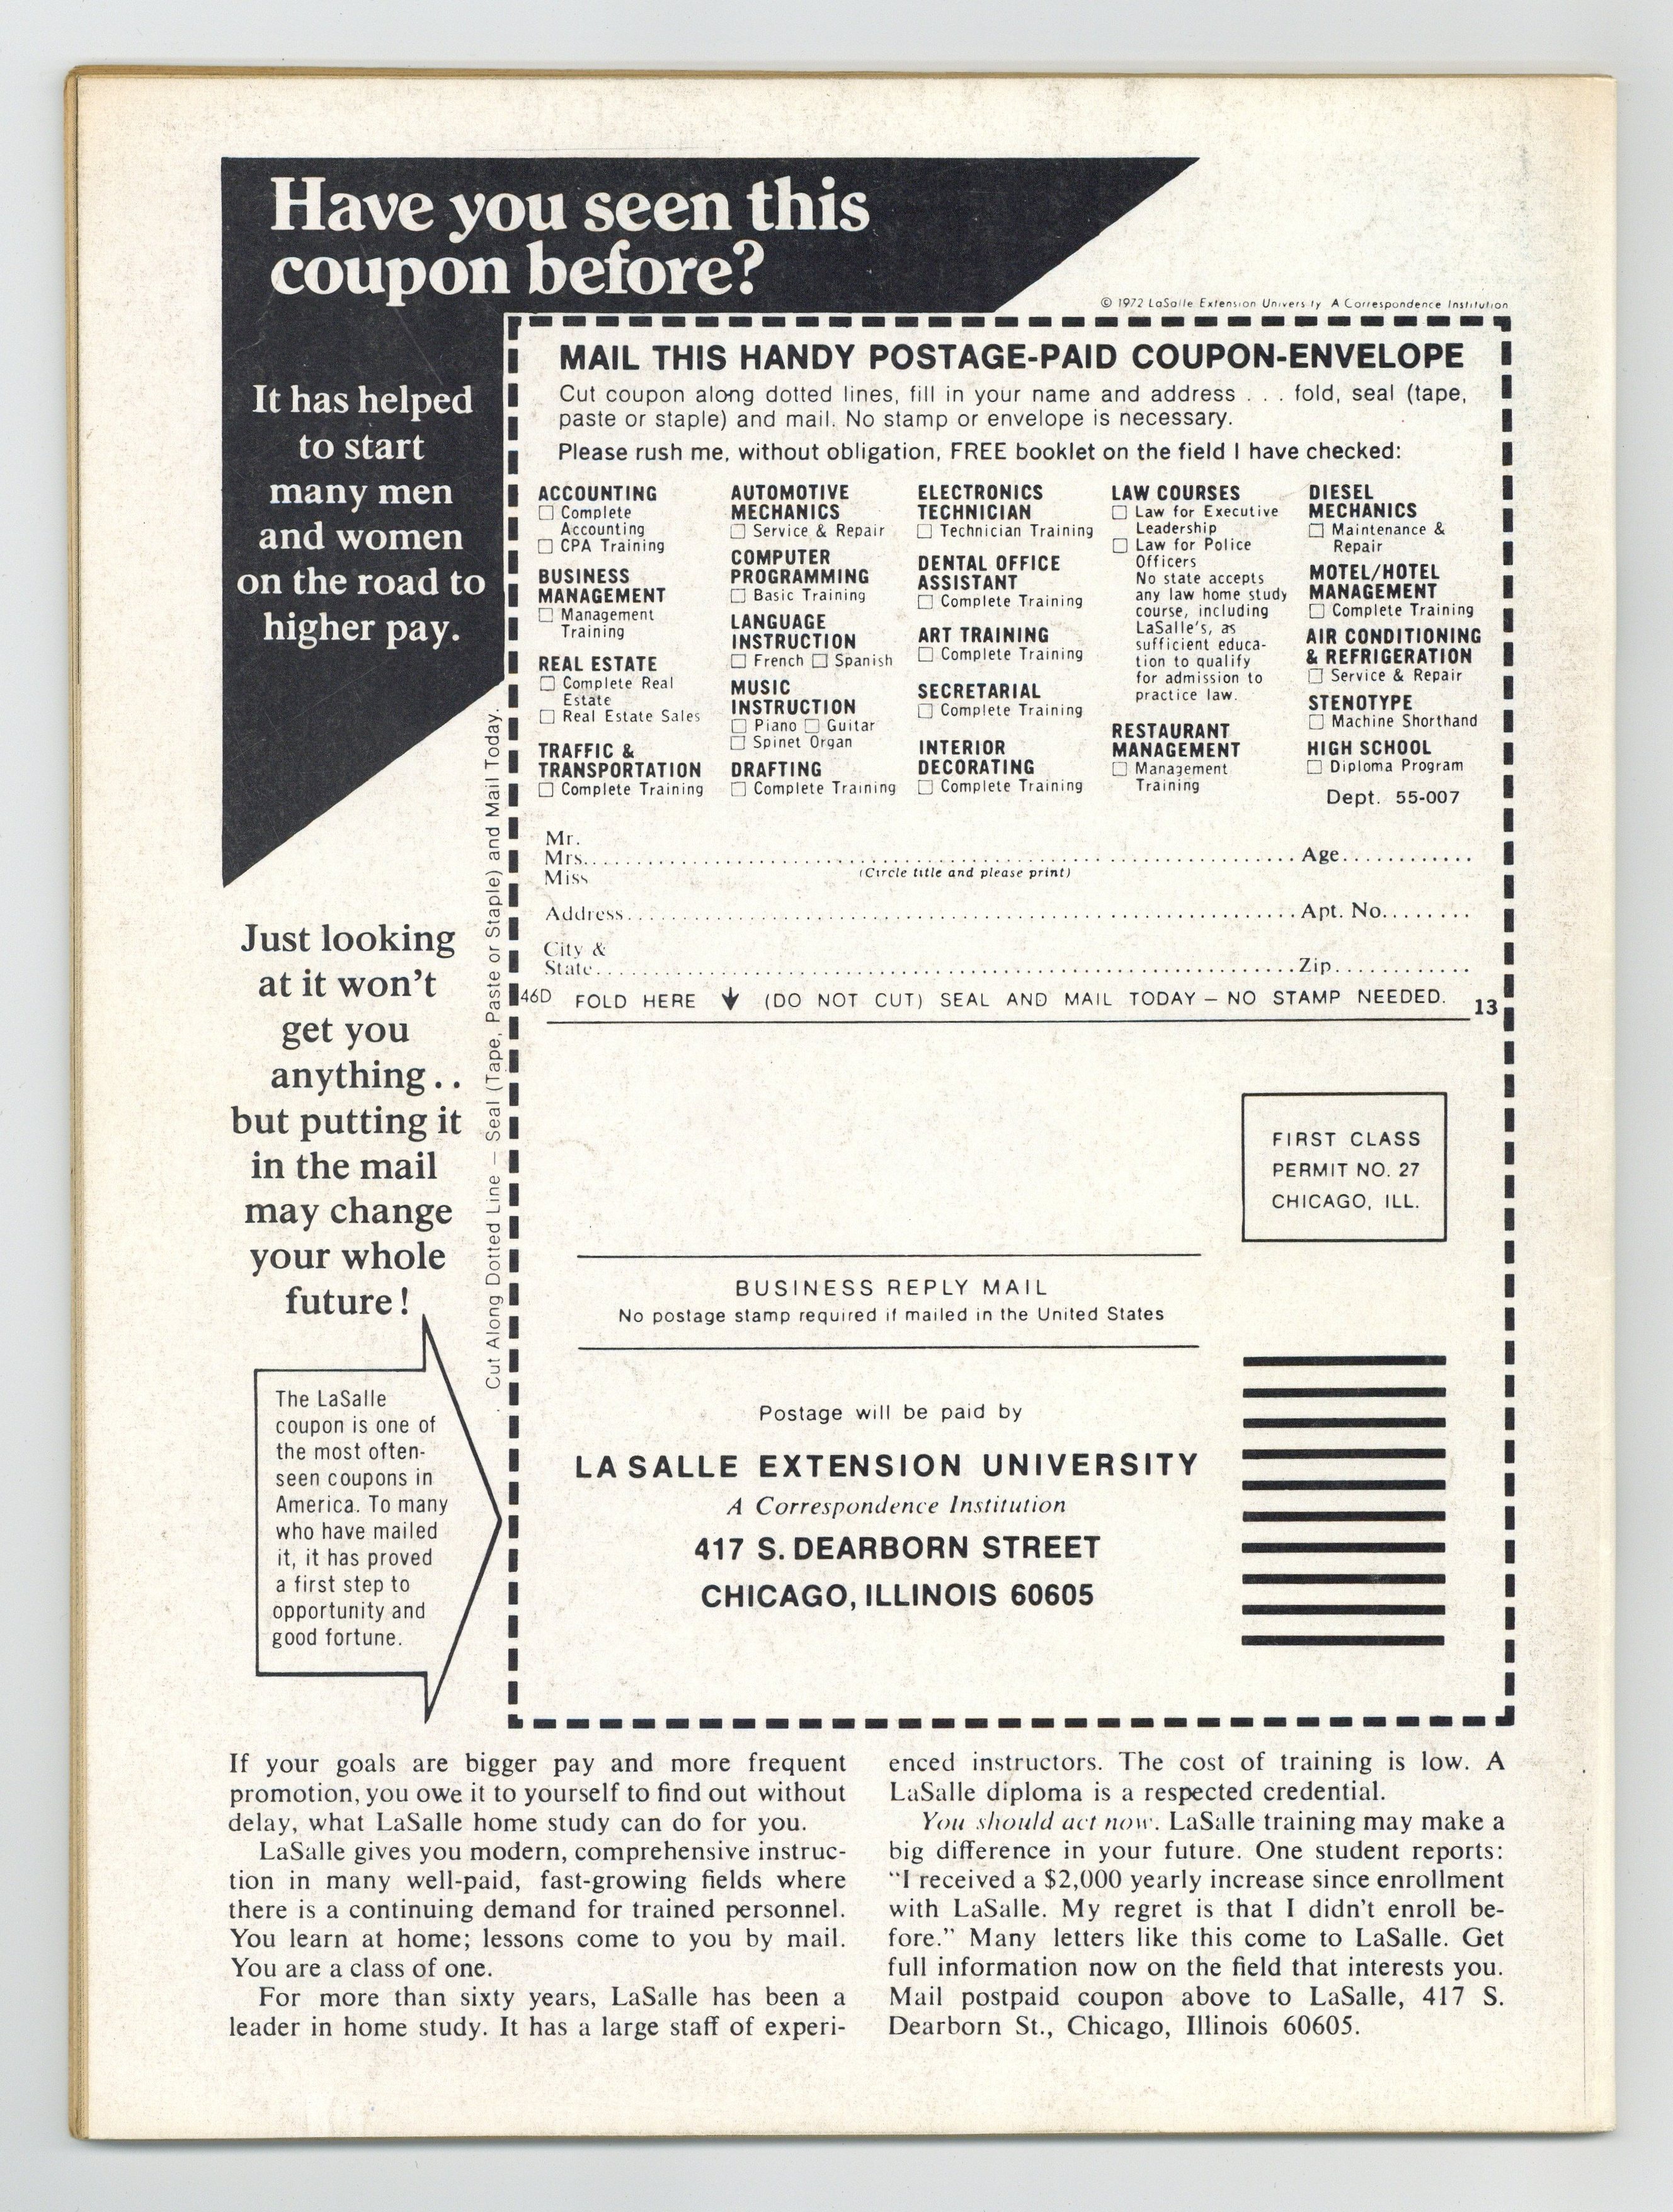 Have you seen this
coupon before?
It has helped
to start
many men
and women
on the road to
higher pay.
Just looking
at it won't
get you
anything . .
but putting it
in the mail
may change
your whole
future!
The LaSalle
coupon is one of
the most often-
seen coupons in
America. To many
who have mailed
it, it has proved
a first step to
opportunity and
good fortune.
Cut Along Dotted Line — Seal (Tape, Paste or Staple) and Mail Today.
© 1972 LaSalle Extension University A Correspondence Institution
MAIL THIS HANDY POSTAGE-PAID COUPON-ENVELOPE
Cut coupon along dotted lines, fill in your name and address . . . fold, seal (tape,
paste or staple) and mail. No stamp or envelope is necessary.
Please rush me, without obligation, FREE booklet on the field I have checked:
ACCOUNTING
☐ Complete
Accounting
☐ CPA Training
BUSINESS
MANAGEMENT
☐ Management
Training
REAL ESTATE
☐ Complete Real
Estate
☐ Real Estate Sales
TRAFFIC &
TRANSPORTATION
☐ Complete Training
AUTOMOTIVE
MECHANICS
☐ Service & Repair
COMPUTER
PROGRAMMING
☐ Basic Training
LANGUAGE
INSTRUCTION
☐ French ☐ Spanish
MUSIC
INSTRUCTION
☐ Piano ☐ Guitar
☐ Spinet Organ
DRAFTING
☐ Complete Training
ELECTRONICS
TECHNICIAN
☐ Technician Training
DENTAL OFFICE
ASSISTANT
☐ Complete Training
ART TRAINING
☐ Complete Training
SECRETARIAL
☐ Complete Training
INTERIOR
DECORATING
☐ Complete Training
LAW COURSES
☐ Law for Executive
Leadership
☐ Law for Police
Officers
No state accepts
any law home study
course, including
LaSalle's, as
sufficient educa-
tion to qualify
for admission to
practice law.
RESTAURANT
MANAGEMENT
☐ Management
Training
DIESEL
MECHANICS
☐ Maintenance &
Repair
MOTEL/HOTEL
MANAGEMENT
☐ Complete Training
AIR CONDITIONING
& REFRIGERATION
☐ Service & Repair
STENOTYPE
☐ Machine Shorthand
HIGH SCHOOL
☐ Diploma Program
Dept. 55-007
Mr.
Mrs. Age
Miss (Circle title and please print)
Address Apt. No.
City &
State Zip
46D FOLD HERE ↓ (DO NOT CUT) SEAL AND MAIL TODAY — NO STAMP NEEDED. 13
FIRST CLASS
PERMIT NO. 27
CHICAGO, ILL.
BUSINESS REPLY MAIL
No postage stamp required if mailed in the United States
Postage will be paid by
LA SALLE EXTENSION UNIVERSITY
A Correspondence Institution
417 S. DEARBORN STREET
CHICAGO, ILLINOIS 60605
If your goals are bigger pay and more frequent
promotion, you owe it to yourself to find out without
delay, what LaSalle home study can do for you.
LaSalle gives you modern, comprehensive instruc-
tion in many well-paid, fast-growing fields where
there is a continuing demand for trained personnel.
You learn at home; lessons come to you by mail.
You are a class of one.
For more than sixty years, LaSalle has been a
leader in home study. It has a large staff of experi-
enced instructors. The cost of training is low. A
LaSalle diploma is a respected credential.
You should act now. LaSalle training may make a
big difference in your future. One student reports:
“I received a $2,000 yearly increase since enrollment
with LaSalle. My regret is that I didn't enroll be-
fore.” Many letters like this come to LaSalle. Get
full information now on the field that interests you.
Mail postpaid coupon above to LaSalle, 417 S.
Dearborn St., Chicago, Illinois 60605.